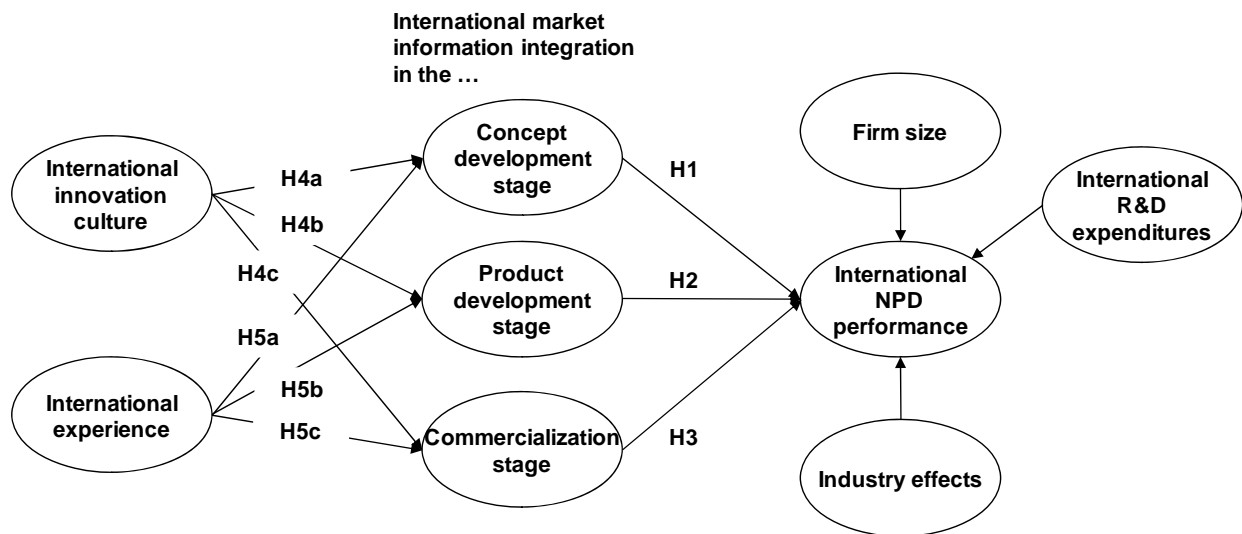 International market
information integration
in the …
Concept
development
stage
Firm size
International
innovation
culture
H4a
H1
International
R&D
expenditures
H4b
H4c
Product
development
stage
H2
International
NPD
performance
H5a
H5b
International
experience
H5c
Commercialization
stage
H3
Industry effects